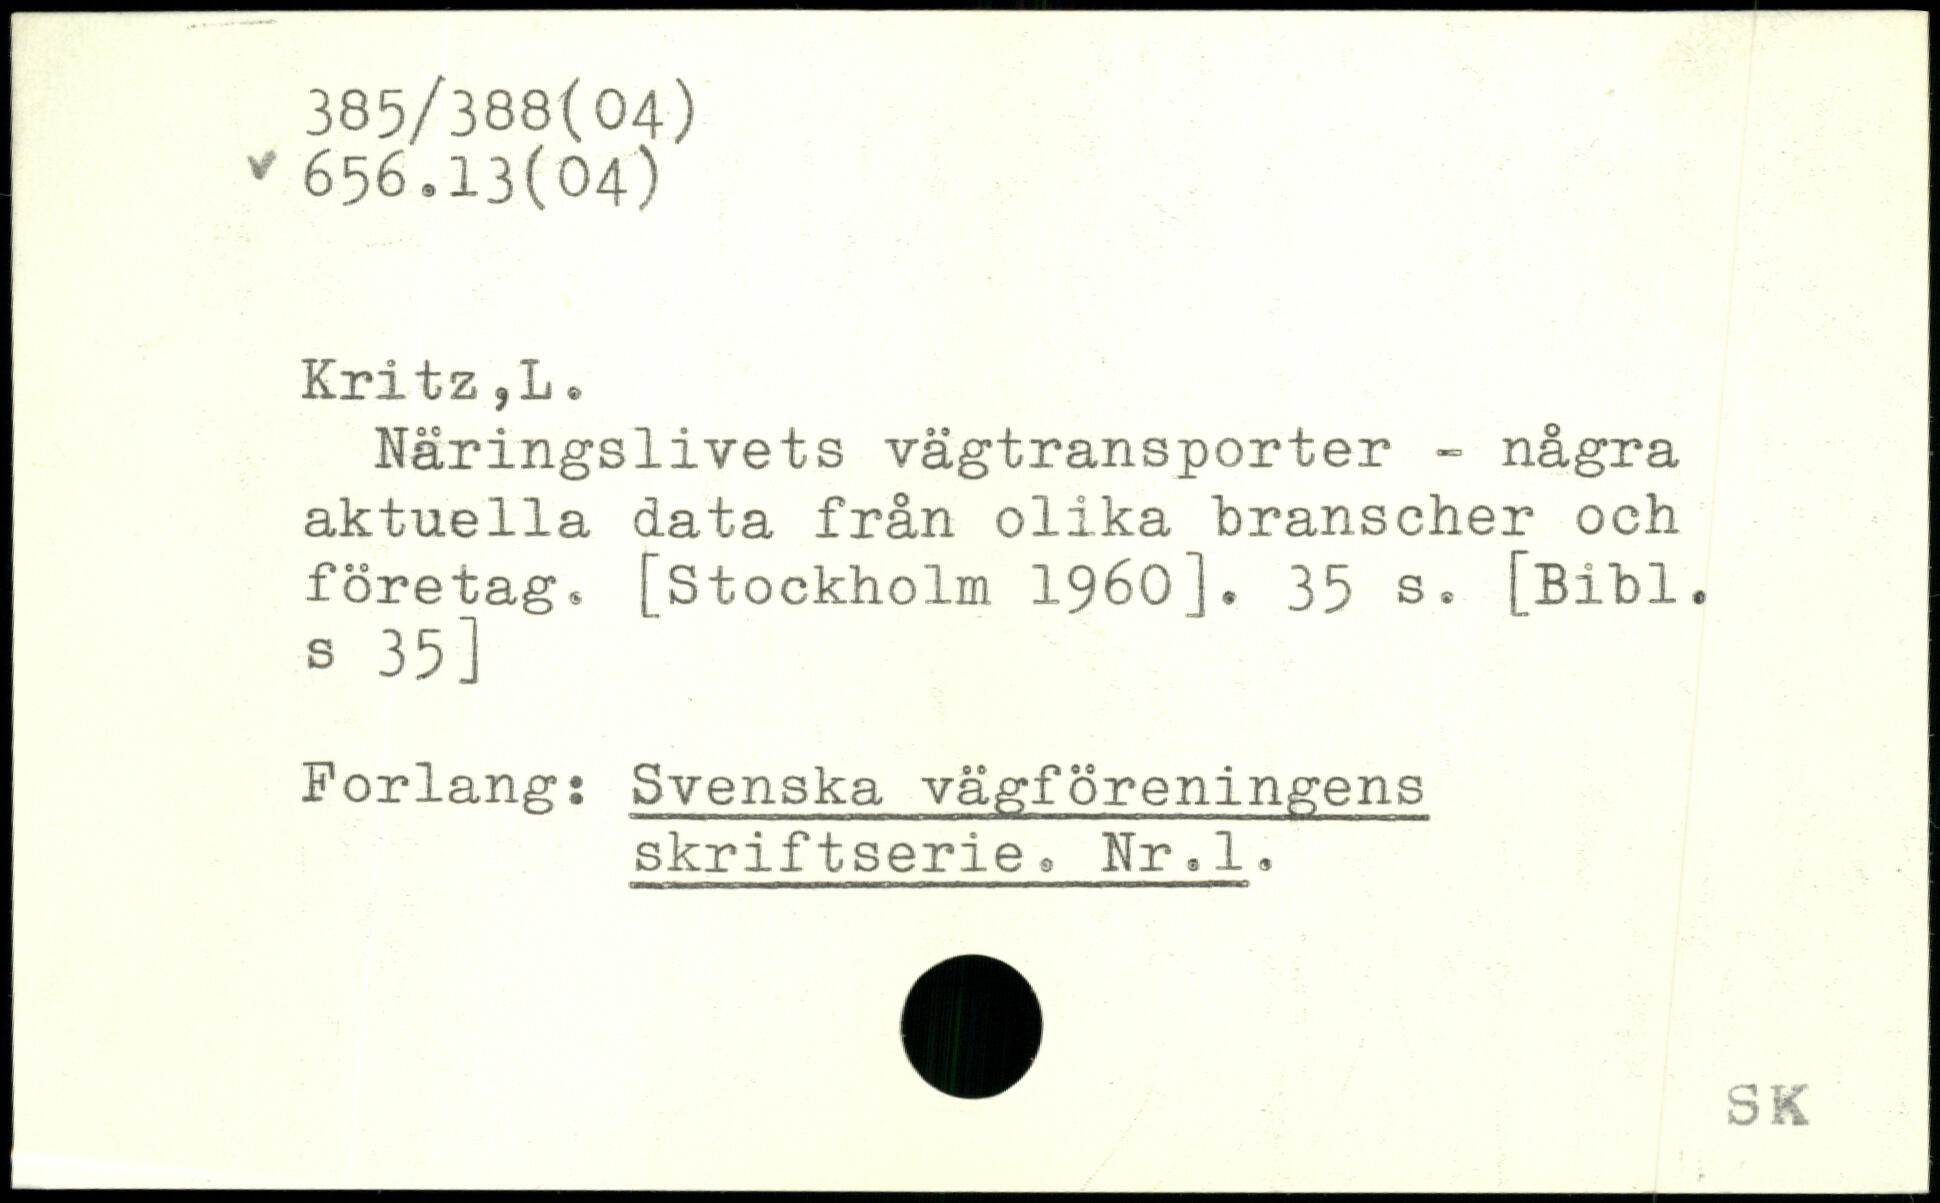 385/388(04)
v 656.13(04)
Kritz,L.
Näringslivets vägtransporter - några
aktuella data från olika branscher och
företag. [Stockholm 1960]. 35 s. [Bibl.
s 35]
Forlang: Svenska vägföreningens
skriftserie. Nr.1.
SK